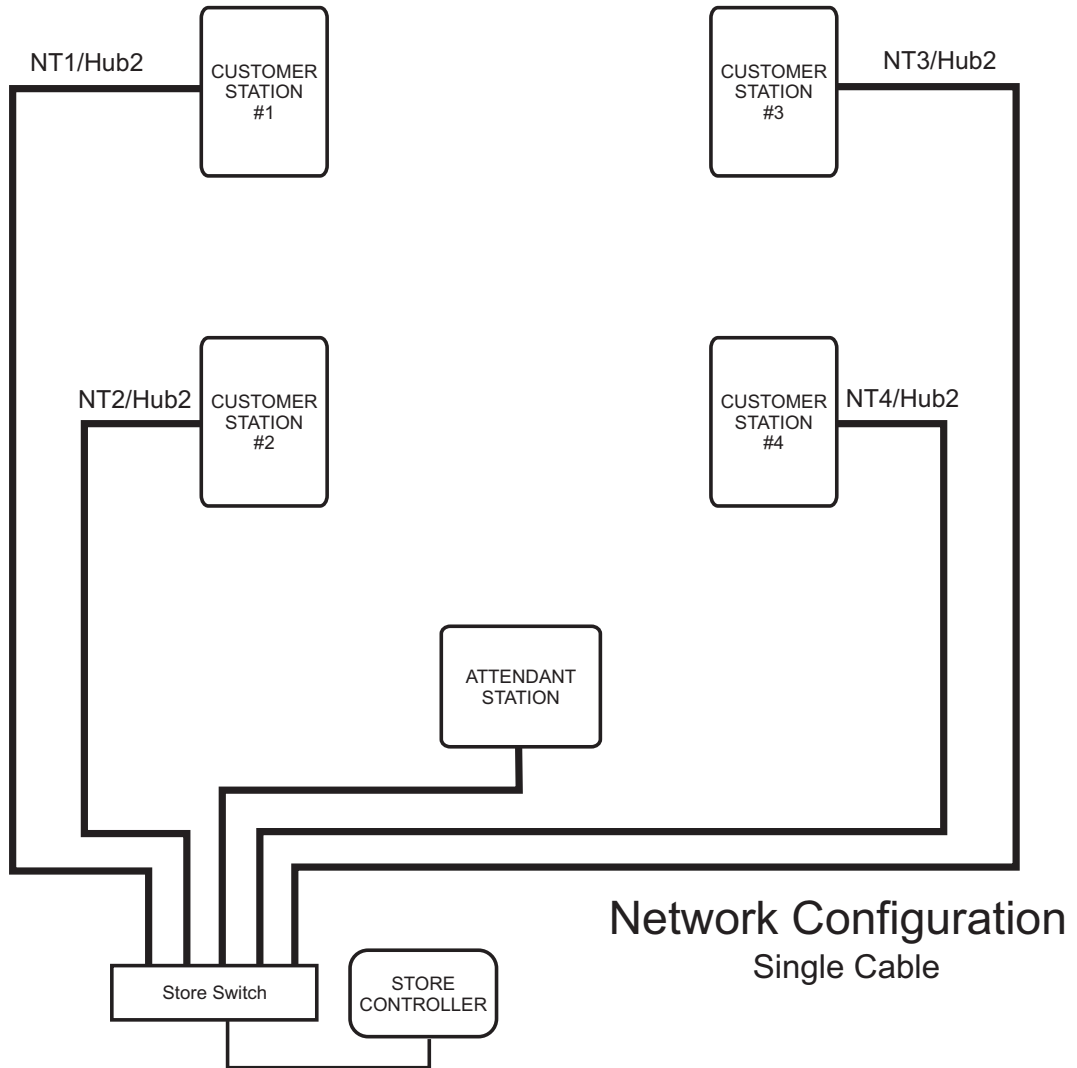 NT1/Hub2
CUSTOMER
STATION
#1
CUSTOMER
STATION
#3
NT3/Hub2
NT2/Hub2
CUSTOMER
STATION
#2
CUSTOMER
STATION
#4
NT4/Hub2
ATTENDANT
STATION
Network Configuration
Single Cable
Store Switch
STORE
CONTROLLER